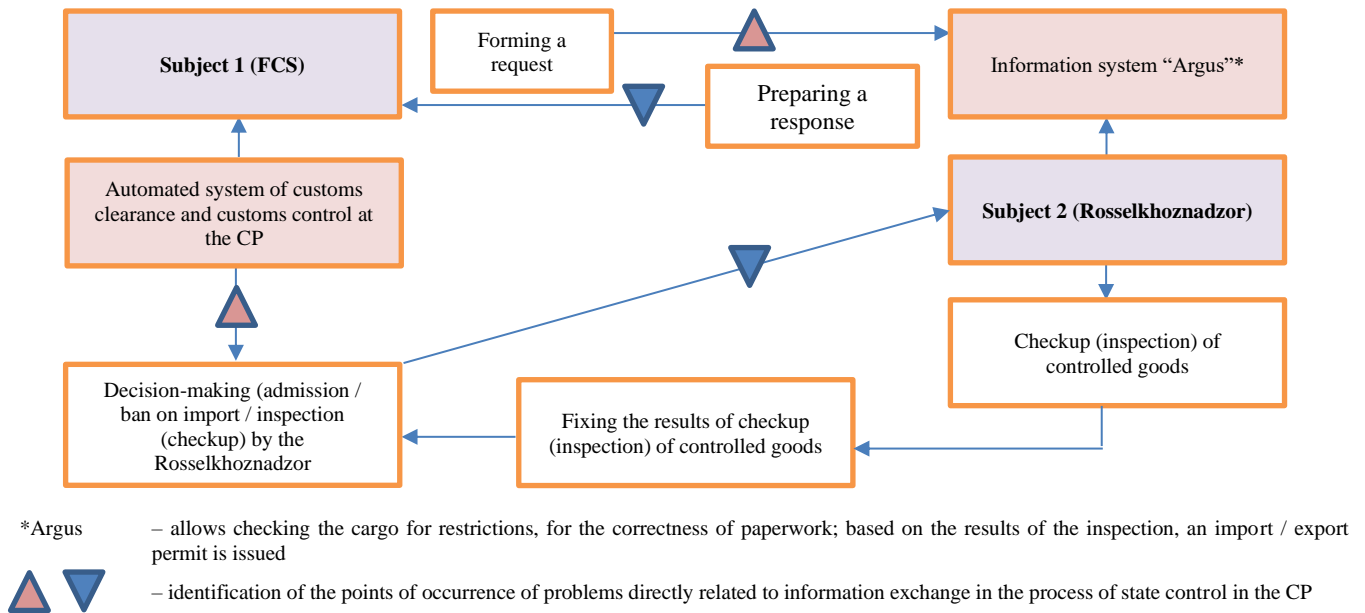 Forming a
request
Subject 1 (FCS)
Information system “Argus”*
Preparing a
response
Automated system of customs
clearance and customs control at
the CP
Subject 2 (Rosselkhoznadzor)
Checkup (inspection) of
controlled goods
Decision-making (admission /
ban on import / inspection
(checkup) by the
Rosselkhoznadzor
Fixing the results of checkup
(inspection) of controlled goods
*Argus – allows checking the cargo for restrictions, for the correctness of paperwork; based on the results of the inspection, an import / export
permit is issued
– identification of the points of occurrence of problems directly related to information exchange in the process of state control in the CP